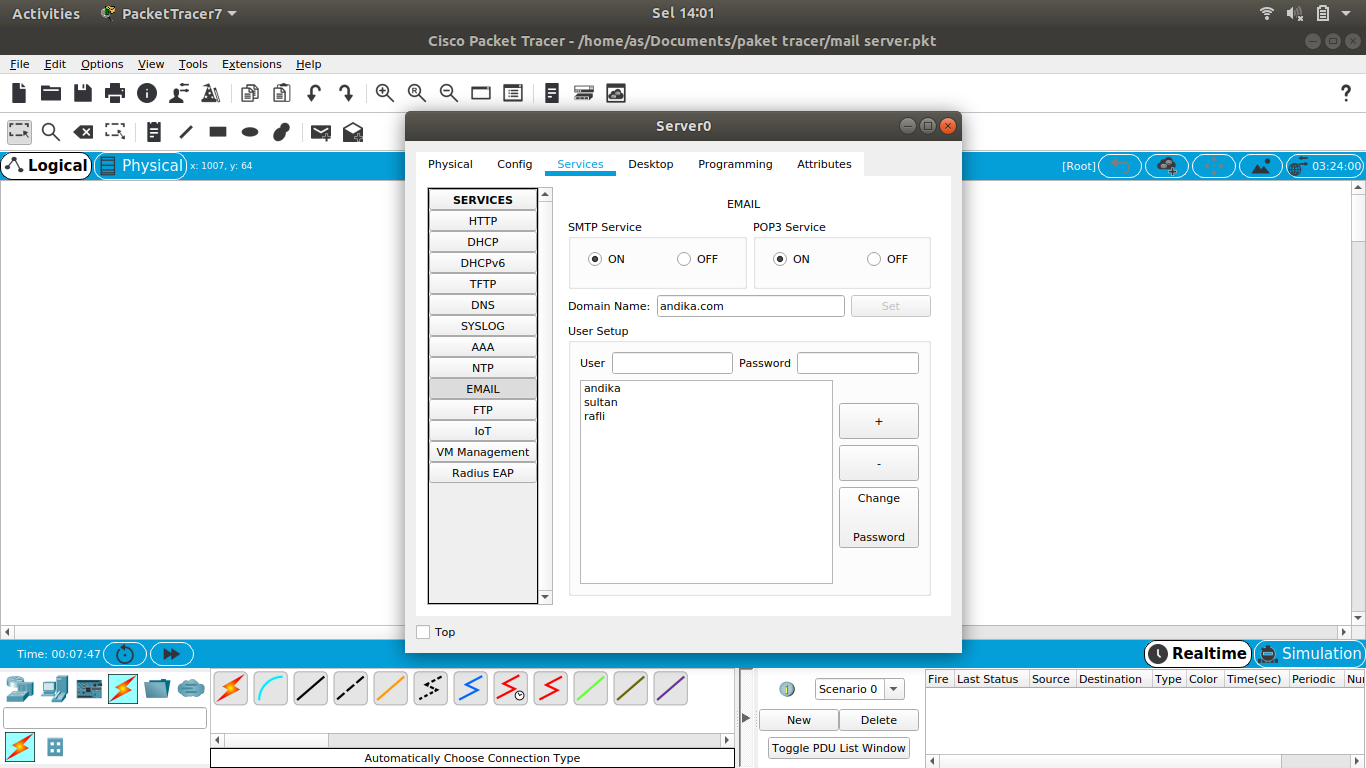 Activities PacketTracer7 Sel 14:01
Cisco Packet Tracer - /home/as/Documents/paket tracer/mail server.pkt
File Edit Options View Tools Extensions Help
?
Logical Physical x: 1007, y: 64 [Root] 03:24:00
Server0
Physical Config Services Desktop Programming Attributes
SERVICES
HTTP
DHCP
DHCPv6
TFTP
DNS
SYSLOG
AAA
NTP
EMAIL
FTP
IoT
VM Management
Radius EAP
EMAIL
SMTP Service POP3 Service
ON OFF ON OFF
Domain Name: andika.com Set
User Setup
User Password
andika
sultan
rafli
+
-
Change
Password
Top
Time: 00:07:47 Realtime Simulation
Automatically Choose Connection Type
Scenario 0
New Delete
Toggle PDU List Window
Fire Last Status Source Destination Type Color Time(sec) Periodic Nur